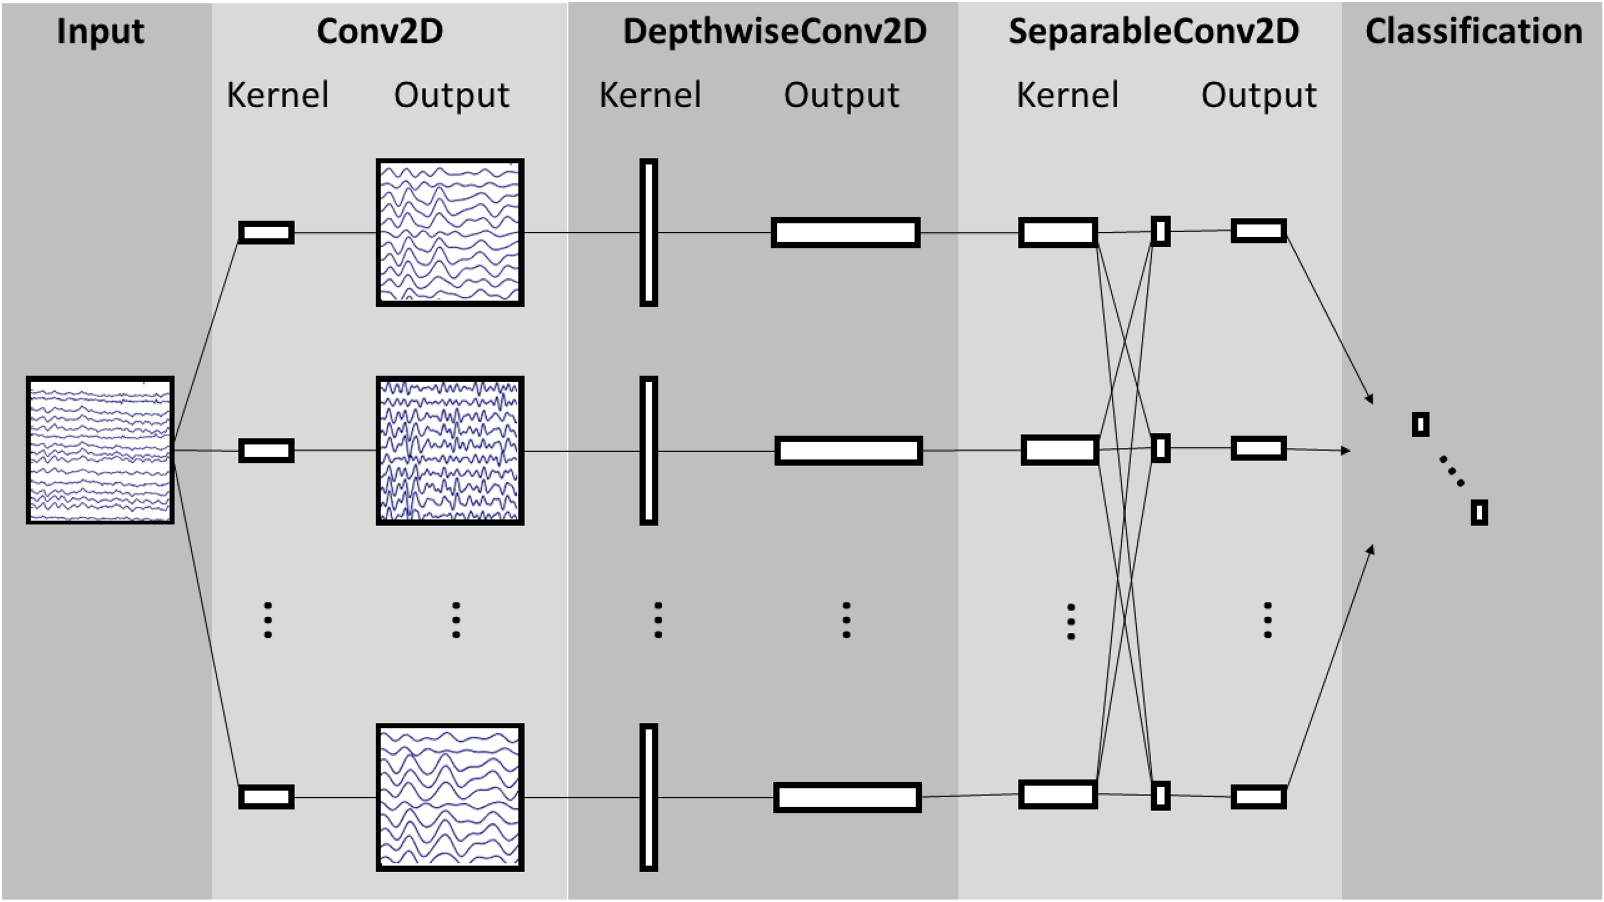 Input Conv2D DepthwiseConv2D SeparableConv2D Classification
Kernel Output Kernel Output Kernel Output